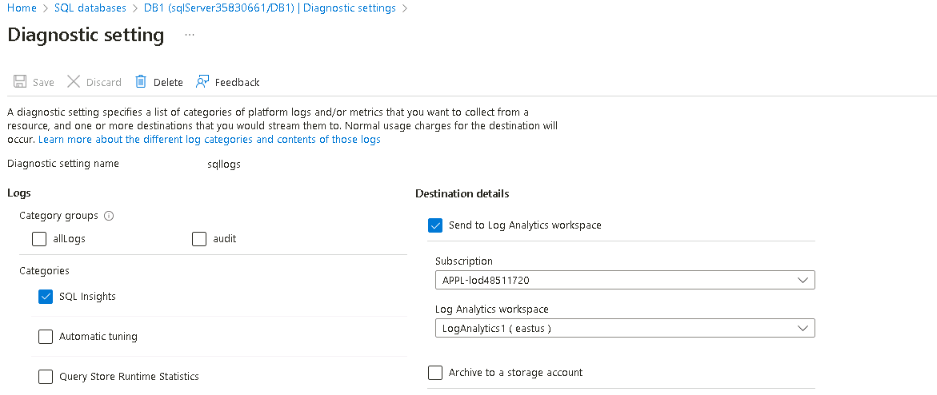 Home > SQL databases > DB1 (sqlServer35830661/DB1) | Diagnostic settings >
Diagnostic setting ...
Save Discard Delete Feedback
A diagnostic setting specifies a list of categories of platform logs and/or metrics that you want to collect from a
resource, and one or more destinations that you would stream them to. Normal usage charges for the destination will
occur. Learn more about the different log categories and contents of those logs
Diagnostic setting name sqllogs
Logs
Category groups
allLogs audit
Categories
SQL Insights
Automatic tuning
Query Store Runtime Statistics
Destination details
Send to Log Analytics workspace
Subscription
APPL-lod48511720
Log Analytics workspace
LogAnalytics1 ( eastus )
Archive to a storage account